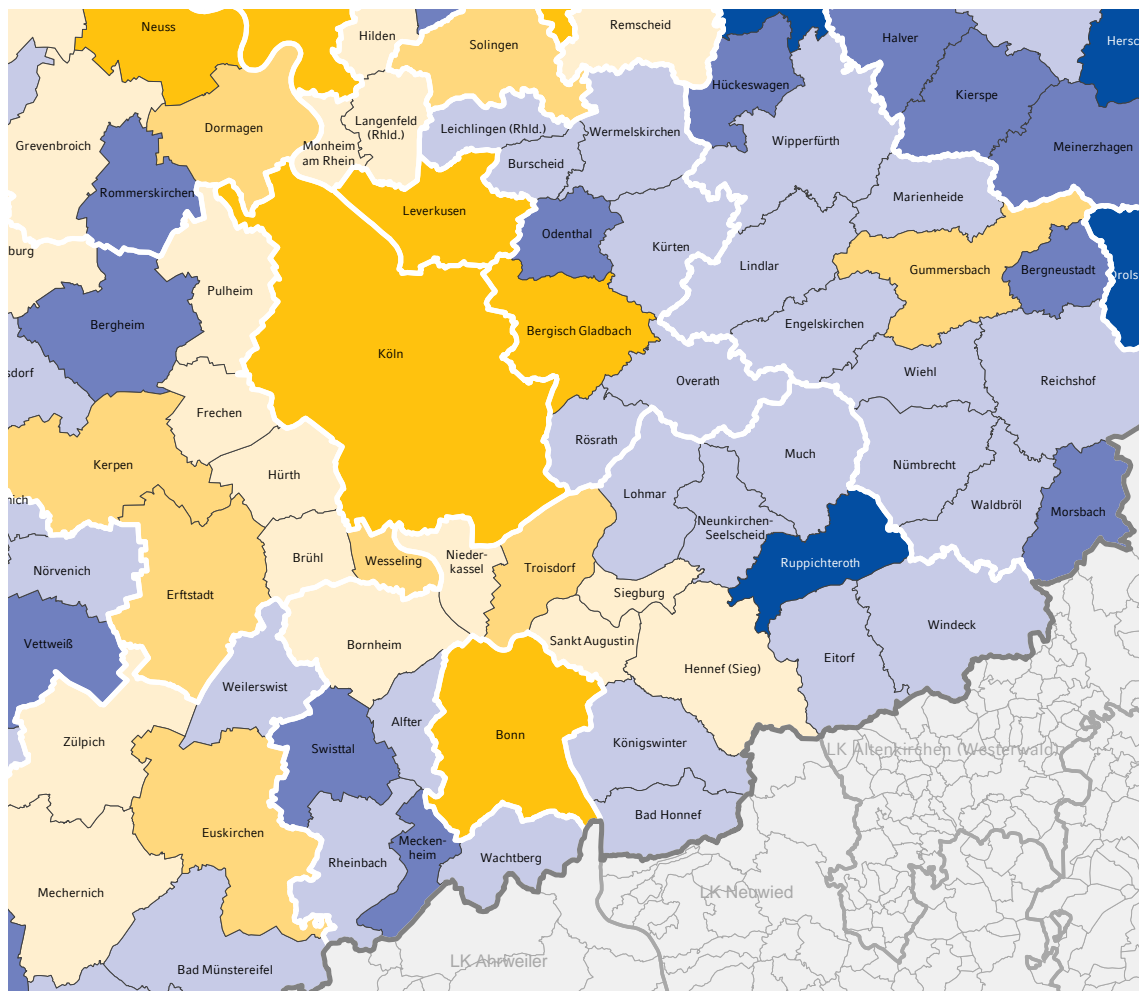 Neuss
Hilden
Remscheid
Solingen
Halver
Hersc
Hückeswagen
Kierspe
Grevenbroich
Dormagen
Langenfeld
(Rhld.)
Monheim
am Rhein
Leichlingen (Rhld.)
Wermelskirchen
Wipperfürth
Meinerzhagen
Burscheid
Rommerskirchen
Marienheide
Leverkusen
Odenthal
Kürten
burg
Lindlar
Gummersbach
Bergneustadt
Drols
Pulheim
Bergheim
Engelskirchen
Bergisch Gladbach
Köln
sdorf
Wiehl
Overath
Reichshof
Frechen
Rösrath
Much
Kerpen
Hürth
Nümbrecht
nich
Lohmar
Waldbröl
Morsbach
Neunkirchen-
Seelscheid
Nörvenich
Brühl
Wesseling
Nieder-
kassel
Troisdorf
Ruppichteroth
Erftstadt
Siegburg
Windeck
Vettweiß
Bornheim
Sankt Augustin
Hennef (Sieg)
Eitorf
Weilerswist
Alfter
Zülpich
Swisttal
Bonn
Königswinter
LK Altenkirchen (Westerwald)
Euskirchen
Bad Honnef
Mechernich
Rheinbach
Mecken-
heim
Wachtberg
LK Neuwied
LK Ahrweiler
Bad Münstereifel